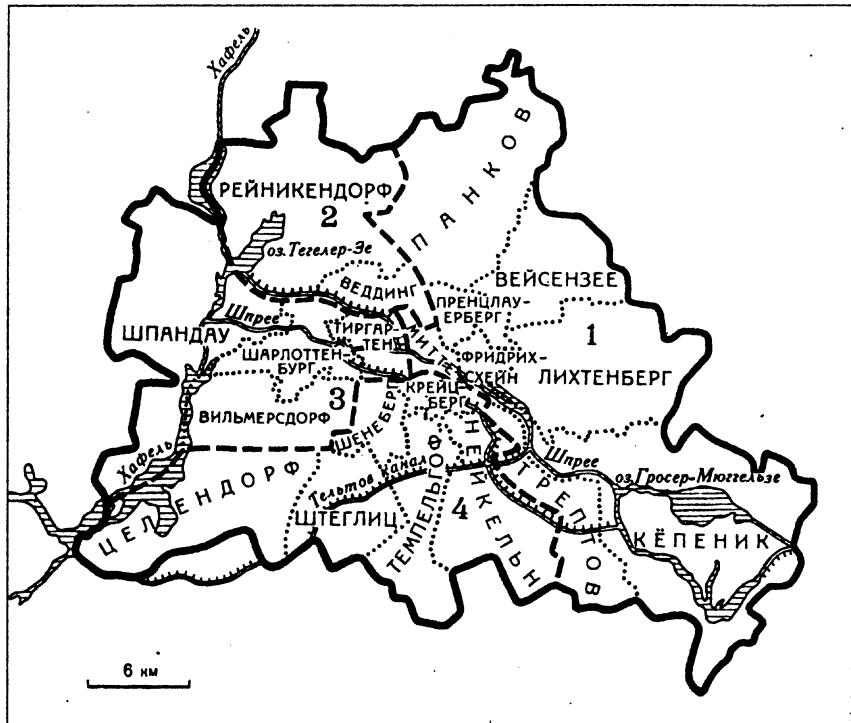 Хафель
РЕЙНИКЕНДОРФ
2
ПАНКОВ
оз. Тегелер-Зе
ВЕДДИНГ
ВЕЙСЕНЗЕЕ
ПРЕНЦЛАУ-
ЕРБЕРГ
Шпрее
ШПАНДАУ
ТИРГАР-
ТЕН
МИТТЕ
1
ШАРЛОТТЕН-
БУРГ
ФРИДРИХ-
СХЕЙН
ЛИХТЕНБЕРГ
КРЕЙЦ-
БЕРГ
3
ВИЛЬМЕРСДОРФ
ШЕНЕБЕРГ
Хафель
Шпрее
оз. Гросер-Мюггельзе
ЦЕЛЕНДОРФ
Тельтов канал
ШТЕГЛИЦ
ТЕМПЕЛЬГОФ
4
НЕЙКЕЛЬН
ТРЕПТОВ
КЁПЕНИК
6 км